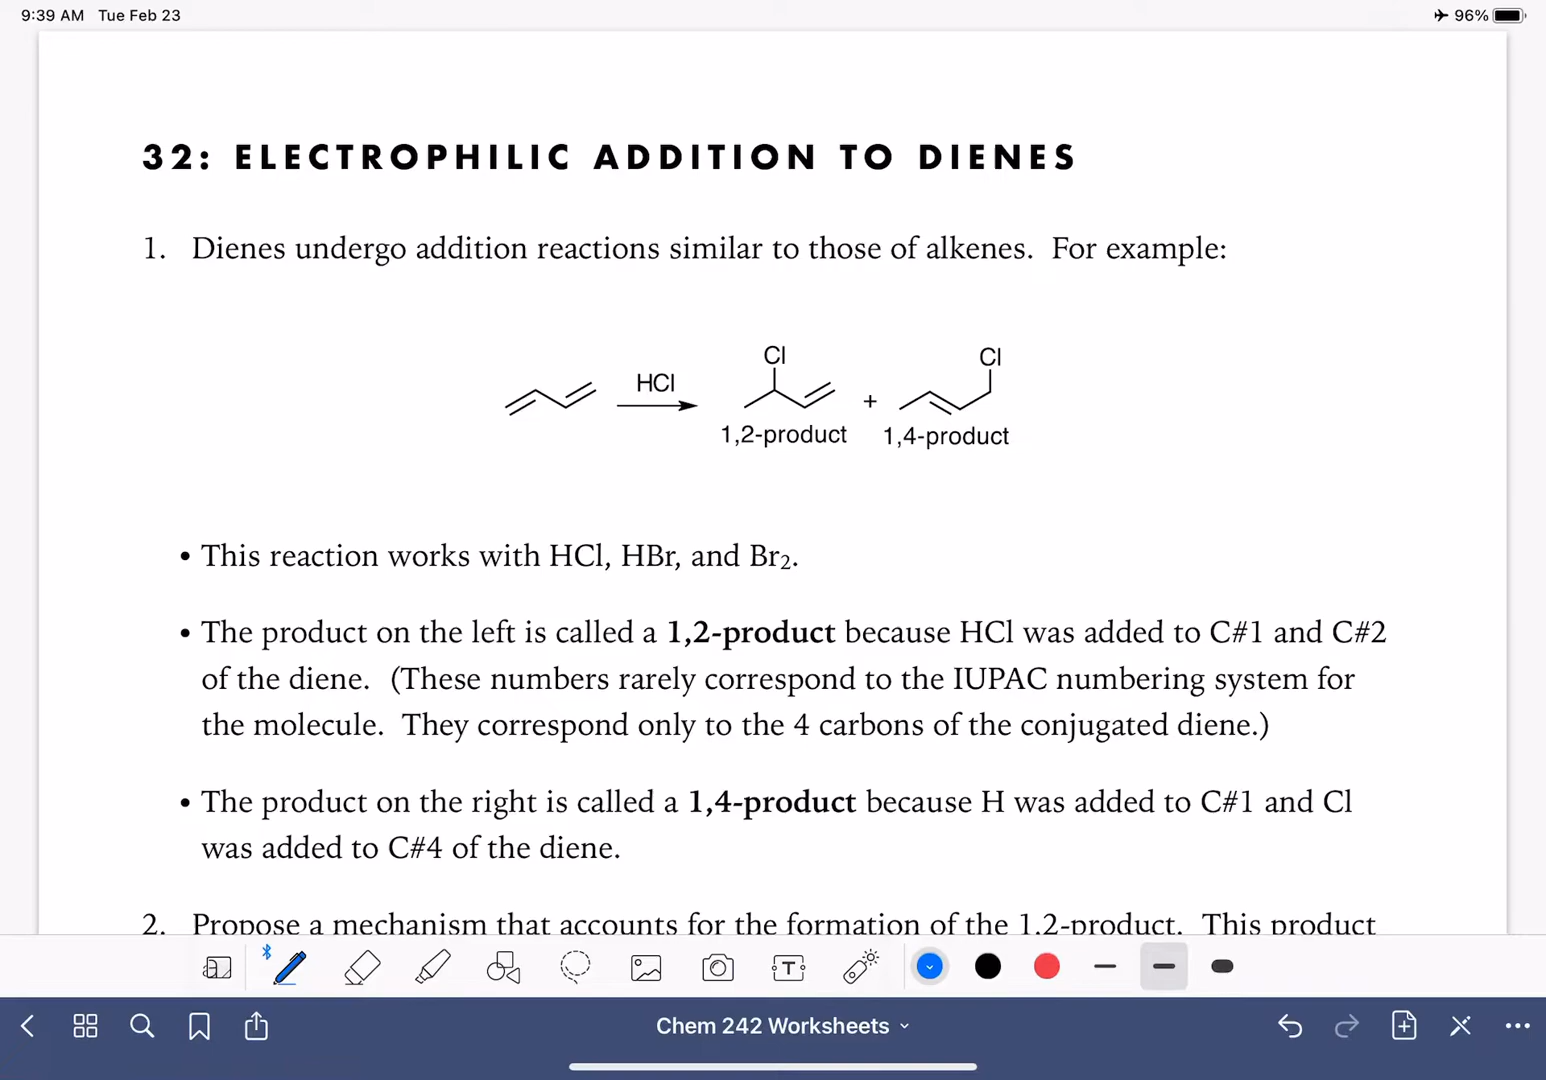 9:39 AM Tue Feb 23
96%
32: ELECTROPHILIC ADDITION TO DIENES
1. Dienes undergo addition reactions similar to those of alkenes. For example:
HCl
Cl
1,2-product
+
Cl
1,4-product
• This reaction works with HCl, HBr, and Br₂.
• The product on the left is called a 1,2-product because HCl was added to C#1 and C#2
of the diene. (These numbers rarely correspond to the IUPAC numbering system for
the molecule. They correspond only to the 4 carbons of the conjugated diene.)
• The product on the right is called a 1,4-product because H was added to C#1 and Cl
was added to C#4 of the diene.
2. Propose a mechanism that accounts for the formation of the 1,2-product. This product
Chem 242 Worksheets